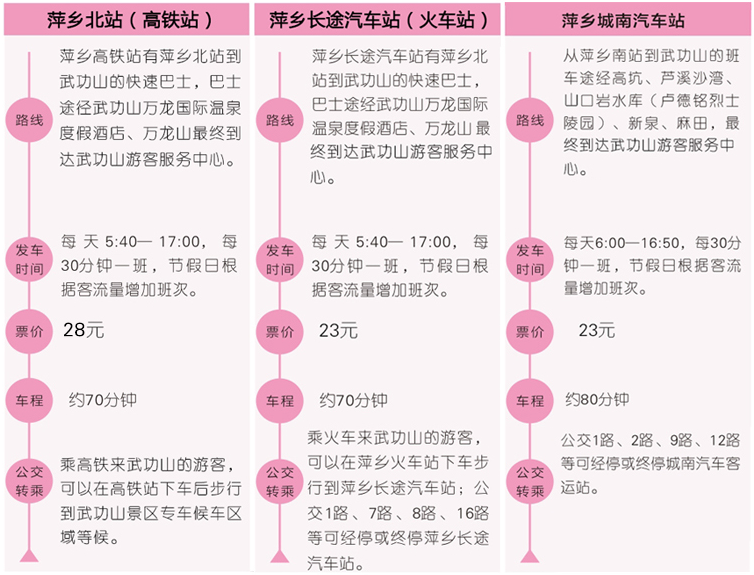 萍乡北站（高铁站）
路线
萍乡高铁站有萍乡北站到
武功山的快速巴士，巴士
途径武功山万龙国际温泉
度假酒店、万龙山最终到
达武功山游客服务中心。
发车
时间
每天5:40—17:00，每
30分钟一班，节假日根
据客流量增加班次。
票价
28元
车程
约70分钟
公交
转乘
乘高铁来武功山的游客，
可以在高铁站下车后步行
到武功山景区专车候车区
域等候。
萍乡长途汽车站（火车站）
路线
萍乡长途汽车站有萍乡北
站到武功山的快速巴士，
巴士途经武功山万龙国际
温泉度假酒店、万龙山最
终到达武功山游客服务中
心。
发车
时间
每天5:40—17:00，每
30分钟一班，节假日根
据客流量增加班次。
票价
23元
车程
约70分钟
公交
转乘
乘火车来武功山的游客，
可以在萍乡火车站下车步
行到萍乡长途汽车站；公
交1路、7路、8路、16路
等可经停或终停萍乡长途
汽车站。
萍乡城南汽车站
路线
从萍乡南站到武功山的班
车途经高坑、芦溪沙湾、
山口岩水库（卢德铭烈士
陵园）、新泉、麻田，最
终到达武功山游客服务中
心。
发车
时间
每天6:00—16:50，每30分
钟一班，节假日根据客流
量增加班次。
票价
23元
车程
约80分钟
公交
转乘
公交1路、2路、9路、12路
等可经停或终停城南汽车客
运站。